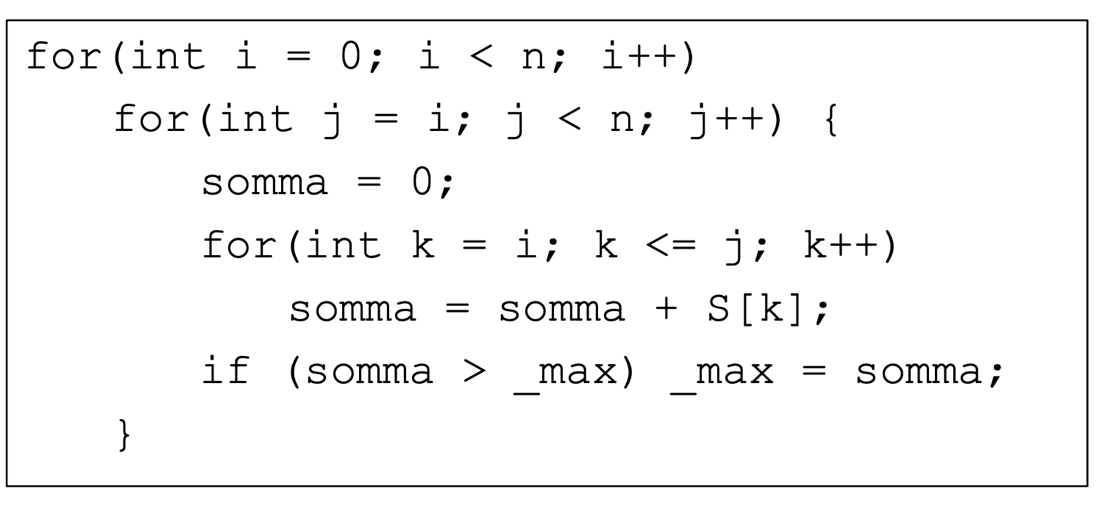 for(int i = 0; i < n; i++)
for(int j = i; j < n; j++) {
somma = 0;
for(int k = i; k <= j; k++)
somma = somma + S[k];
if (somma > _max) _max = somma;
}